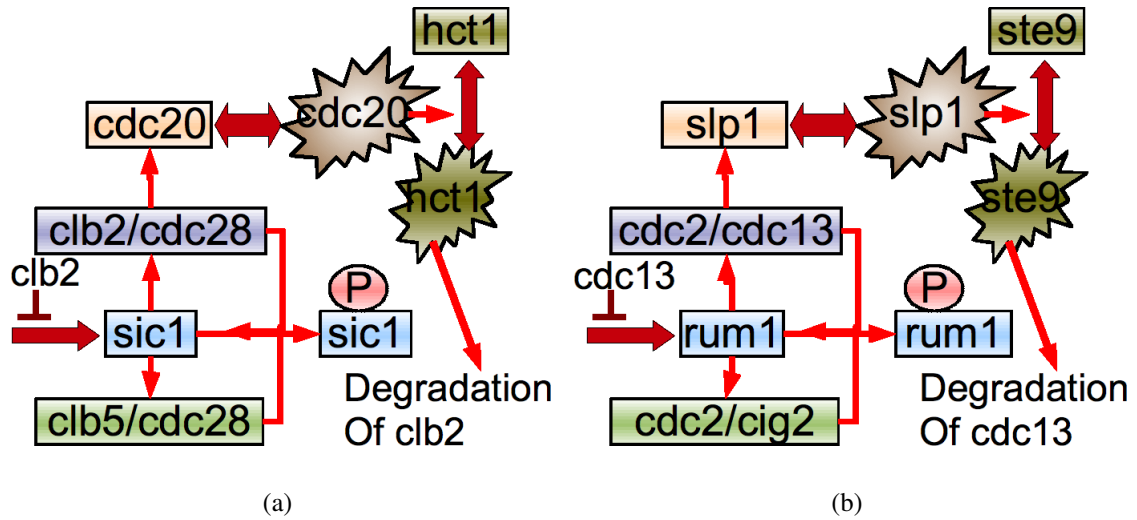 hct1
cdc20
cdc20
hct1
clb2/cdc28
clb2
P
sic1
sic1
clb5/cdc28
Degradation
Of clb2
(a)
ste9
slp1
slp1
ste9
cdc2/cdc13
cdc13
P
rum1
rum1
cdc2/cig2
Degradation
Of cdc13
(b)